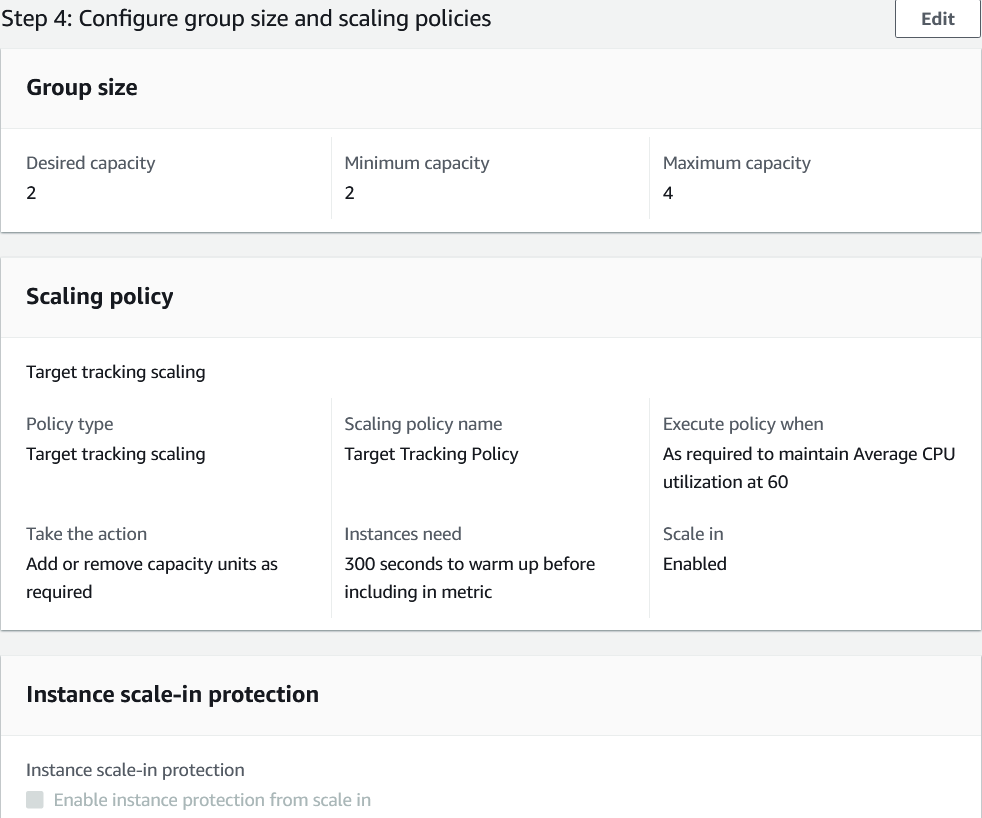 Step 4: Configure group size and scaling policies
Edit
Group size
Desired capacity
Minimum capacity
Maximum capacity
2
2
4
Scaling policy
Target tracking scaling
Policy type
Scaling policy name
Execute policy when
Target tracking scaling
Target Tracking Policy
As required to maintain Average CPU
utilization at 60
Take the action
Instances need
Scale in
Add or remove capacity units as
required
300 seconds to warm up before
including in metric
Enabled
Instance scale-in protection
Instance scale-in protection
Enable instance protection from scale in